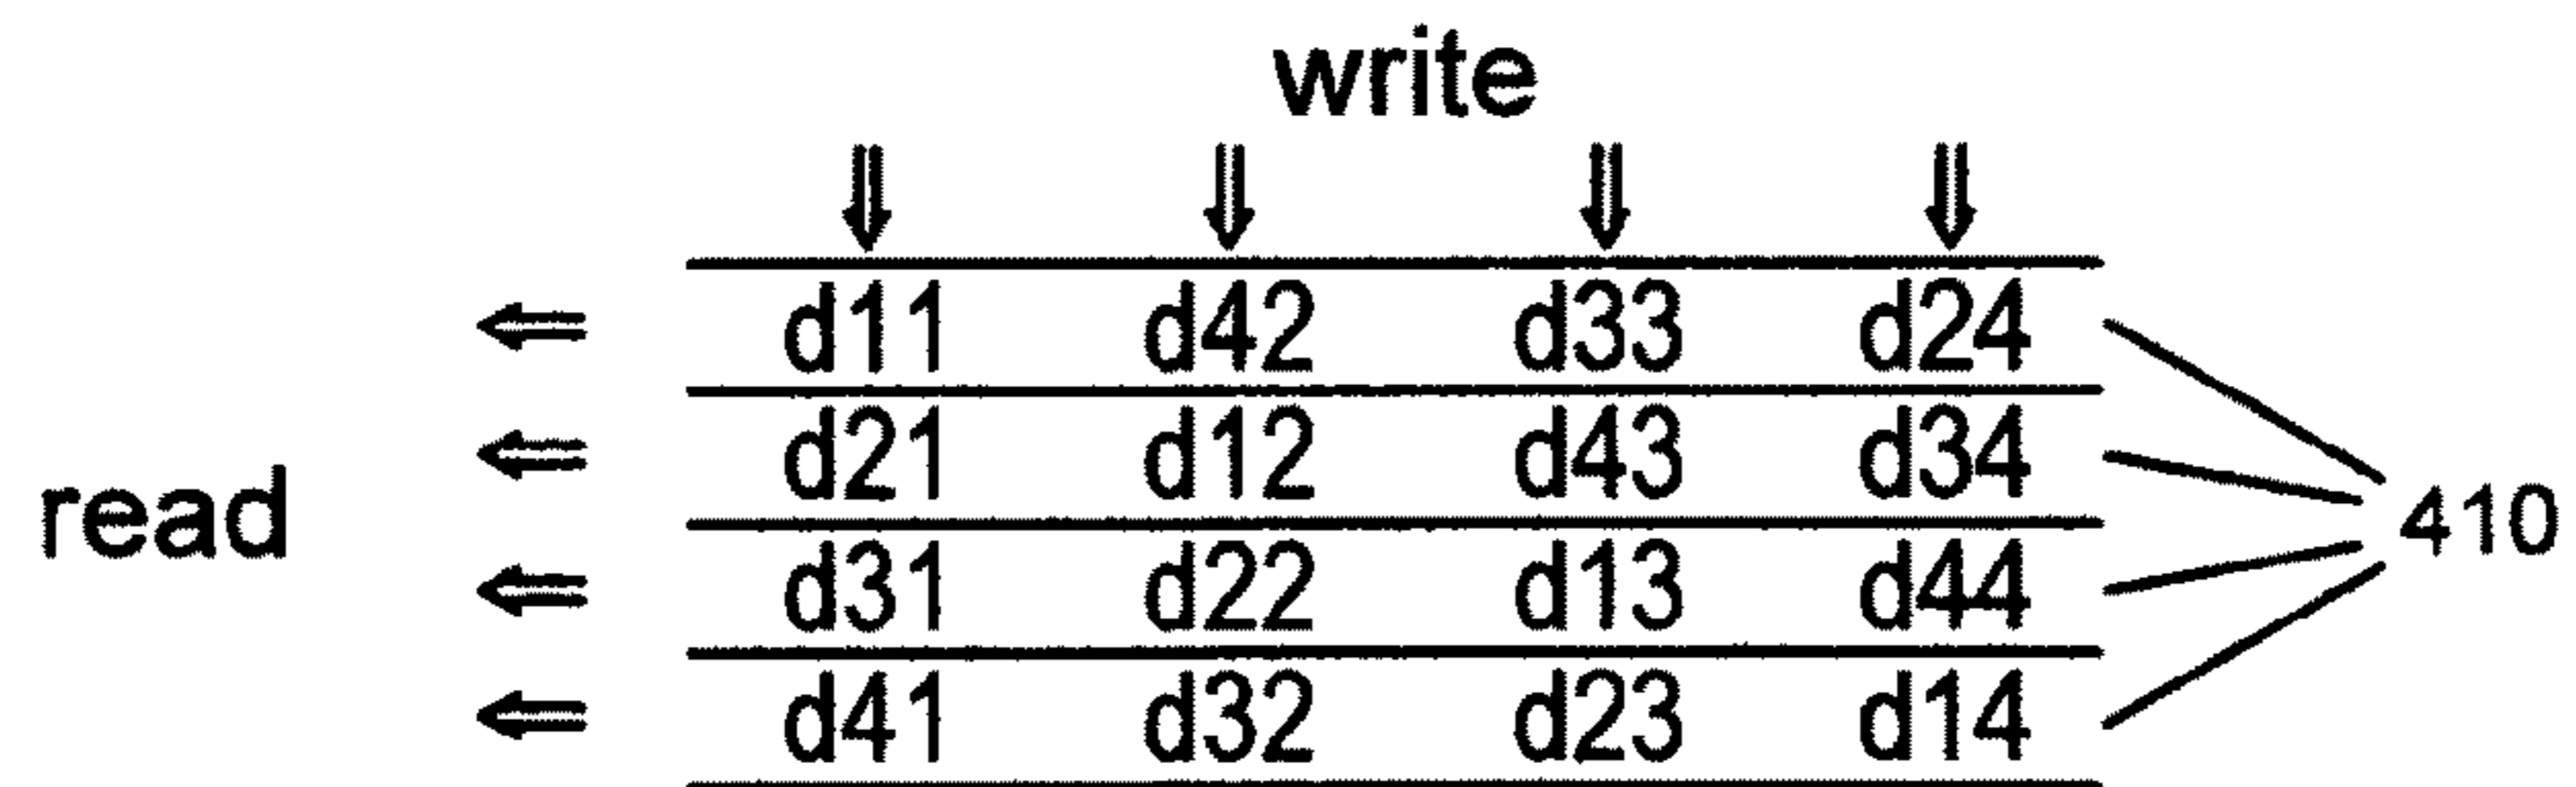 write
d11 d42 d33 d24
d21 d12 d43 d34
read 410
d31 d22 d13 d44
d41 d32 d23 d14